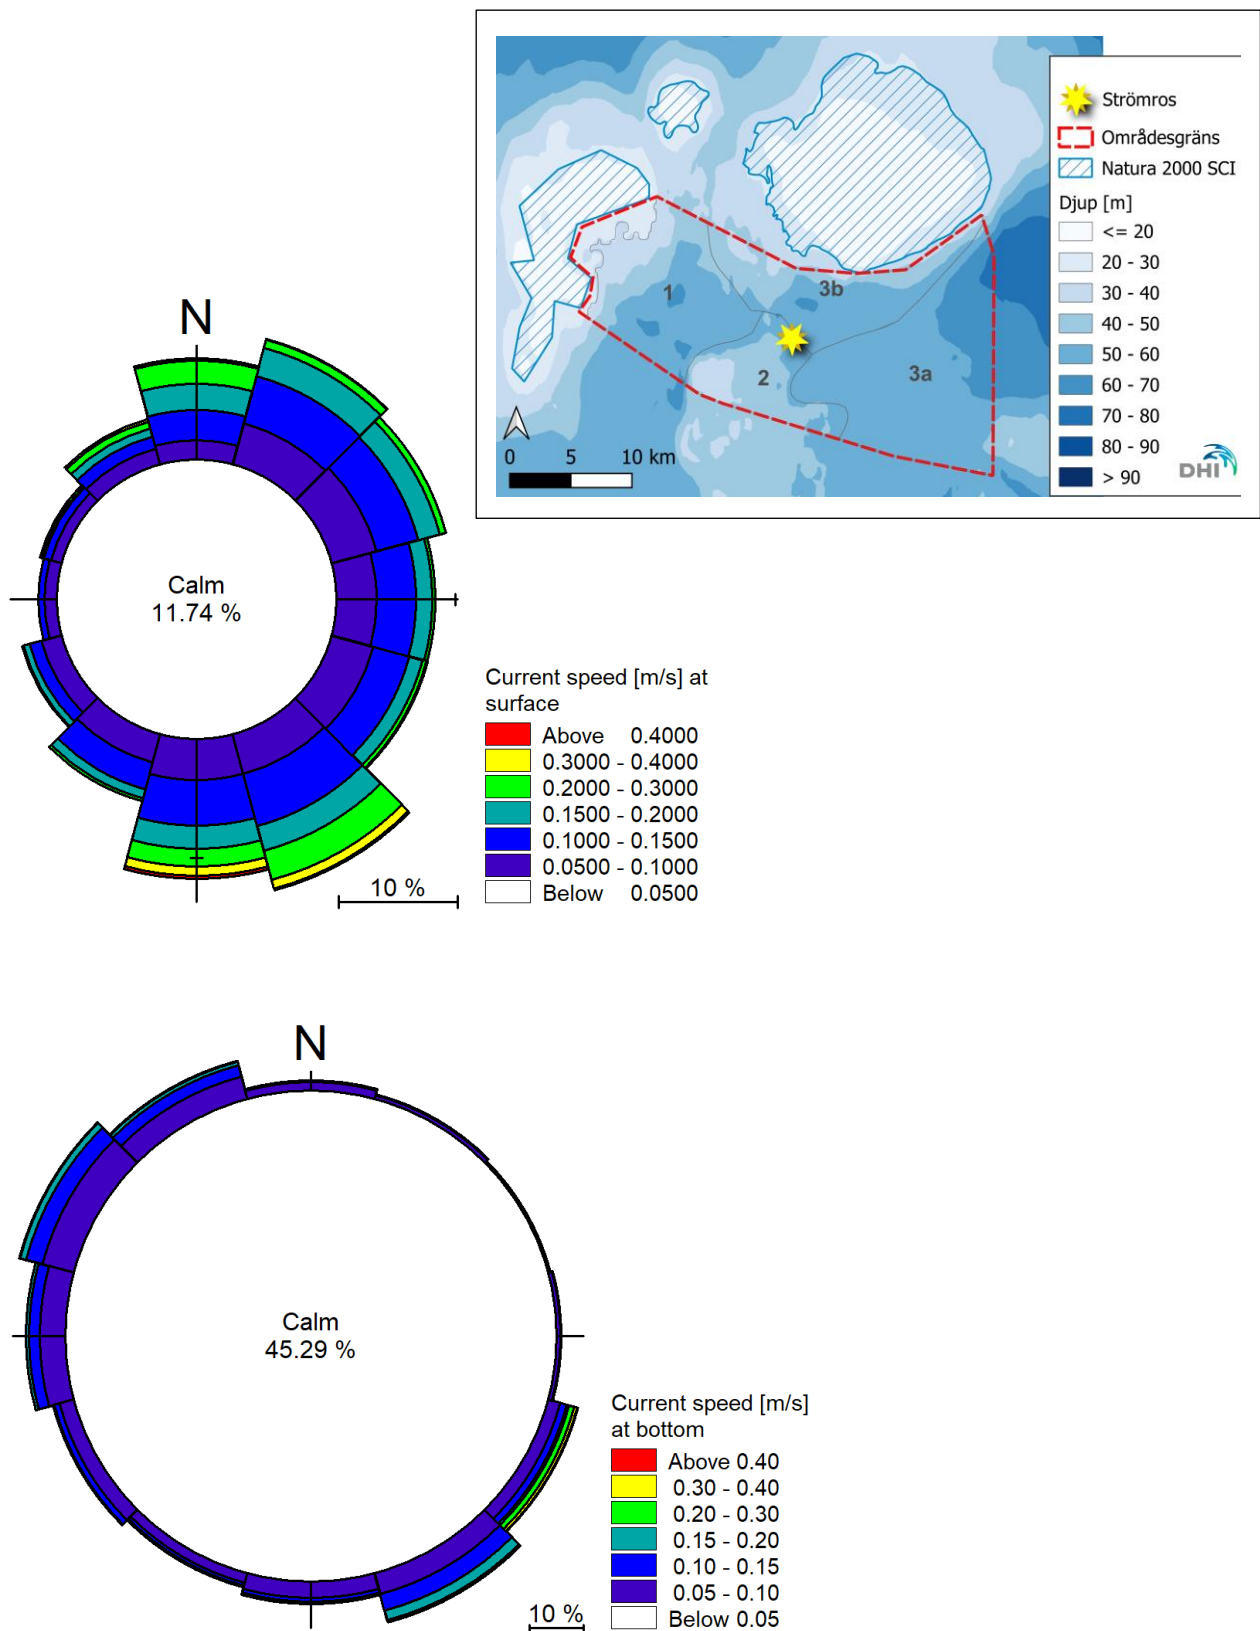 Strömros
Områdesgräns
Natura 2000 SCI
Djup [m]
<= 20
20 - 30
30 - 40
40 - 50
50 - 60
60 - 70
70 - 80
80 - 90
> 90
DHI
1
2
3b
3a
0 5 10 km
N
Calm
11.74 %
10 %
Current speed [m/s] at
surface
Above 0.4000
0.3000 - 0.4000
0.2000 - 0.3000
0.1500 - 0.2000
0.1000 - 0.1500
0.0500 - 0.1000
Below 0.0500
N
Calm
45.29 %
10 %
Current speed [m/s]
at bottom
Above 0.40
0.30 - 0.40
0.20 - 0.30
0.15 - 0.20
0.10 - 0.15
0.05 - 0.10
Below 0.05